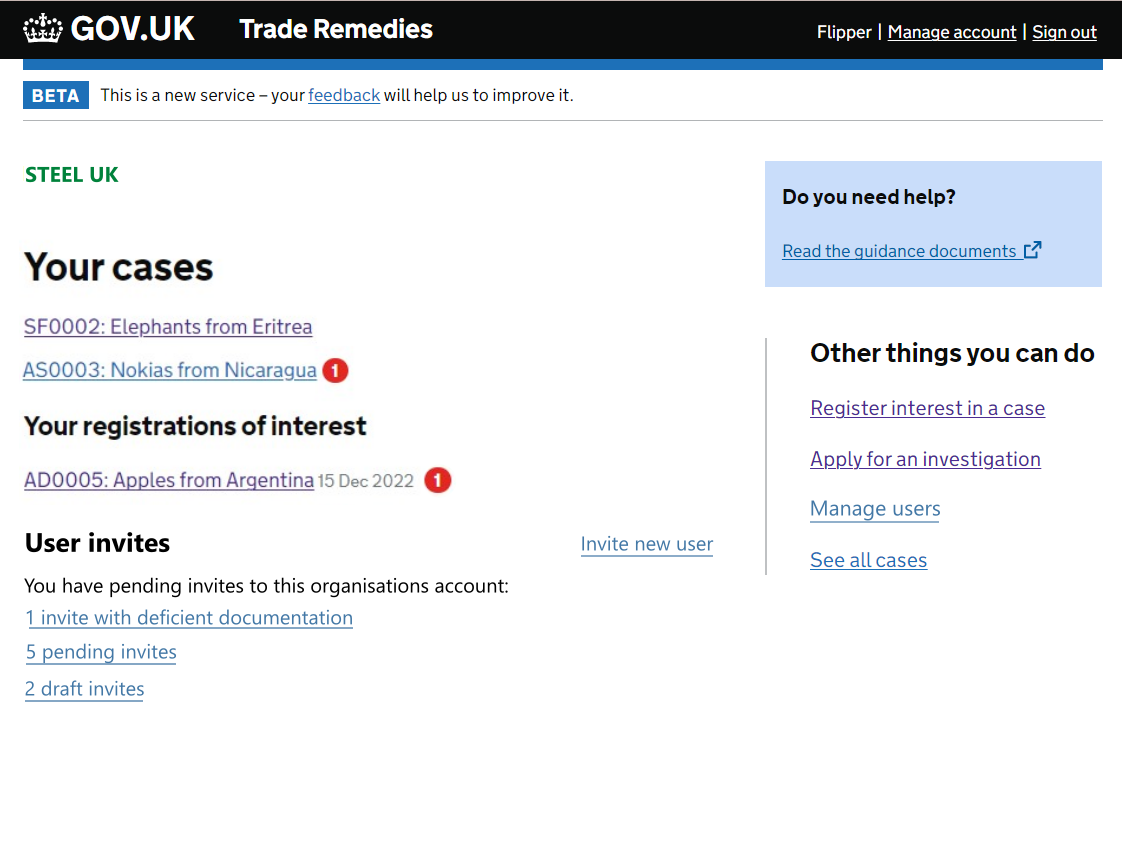 GOV.UK Trade Remedies Flipper | Manage account | Sign out
BETA This is a new service – your feedback will help us to improve it.
STEEL UK
Your cases
SF0002: Elephants from Eritrea
AS0003: Nokias from Nicaragua 1
Your registrations of interest
AD0005: Apples from Argentina 15 Dec 2022 1
User invites Invite new user
You have pending invites to this organisations account:
1 invite with deficient documentation
5 pending invites
2 draft invites
Do you need help?
Read the guidance documents
Other things you can do
Register interest in a case
Apply for an investigation
Manage users
See all cases